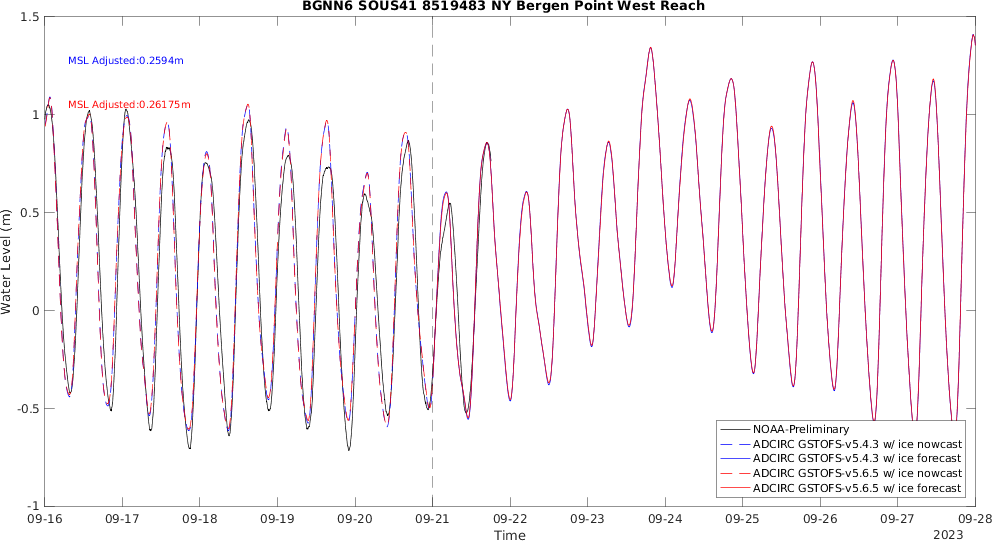 BGNN6 SOUS41 8519483 NY Bergen Point West Reach
1.5
MSL Adjusted:0.2594m
MSL Adjusted:0.26175m
1
0.5
0
-0.5
-1
Water Level (m)
NOAA-Preliminary
ADCIRC GSTOFS-v5.4.3 w/ ice nowcast
ADCIRC GSTOFS-v5.4.3 w/ ice forecast
ADCIRC GSTOFS-v5.6.5 w/ ice nowcast
ADCIRC GSTOFS-v5.6.5 w/ ice forecast
09-16 09-17 09-18 09-19 09-20 09-21 09-22 09-23 09-24 09-25 09-26 09-27 09-28
Time
2023